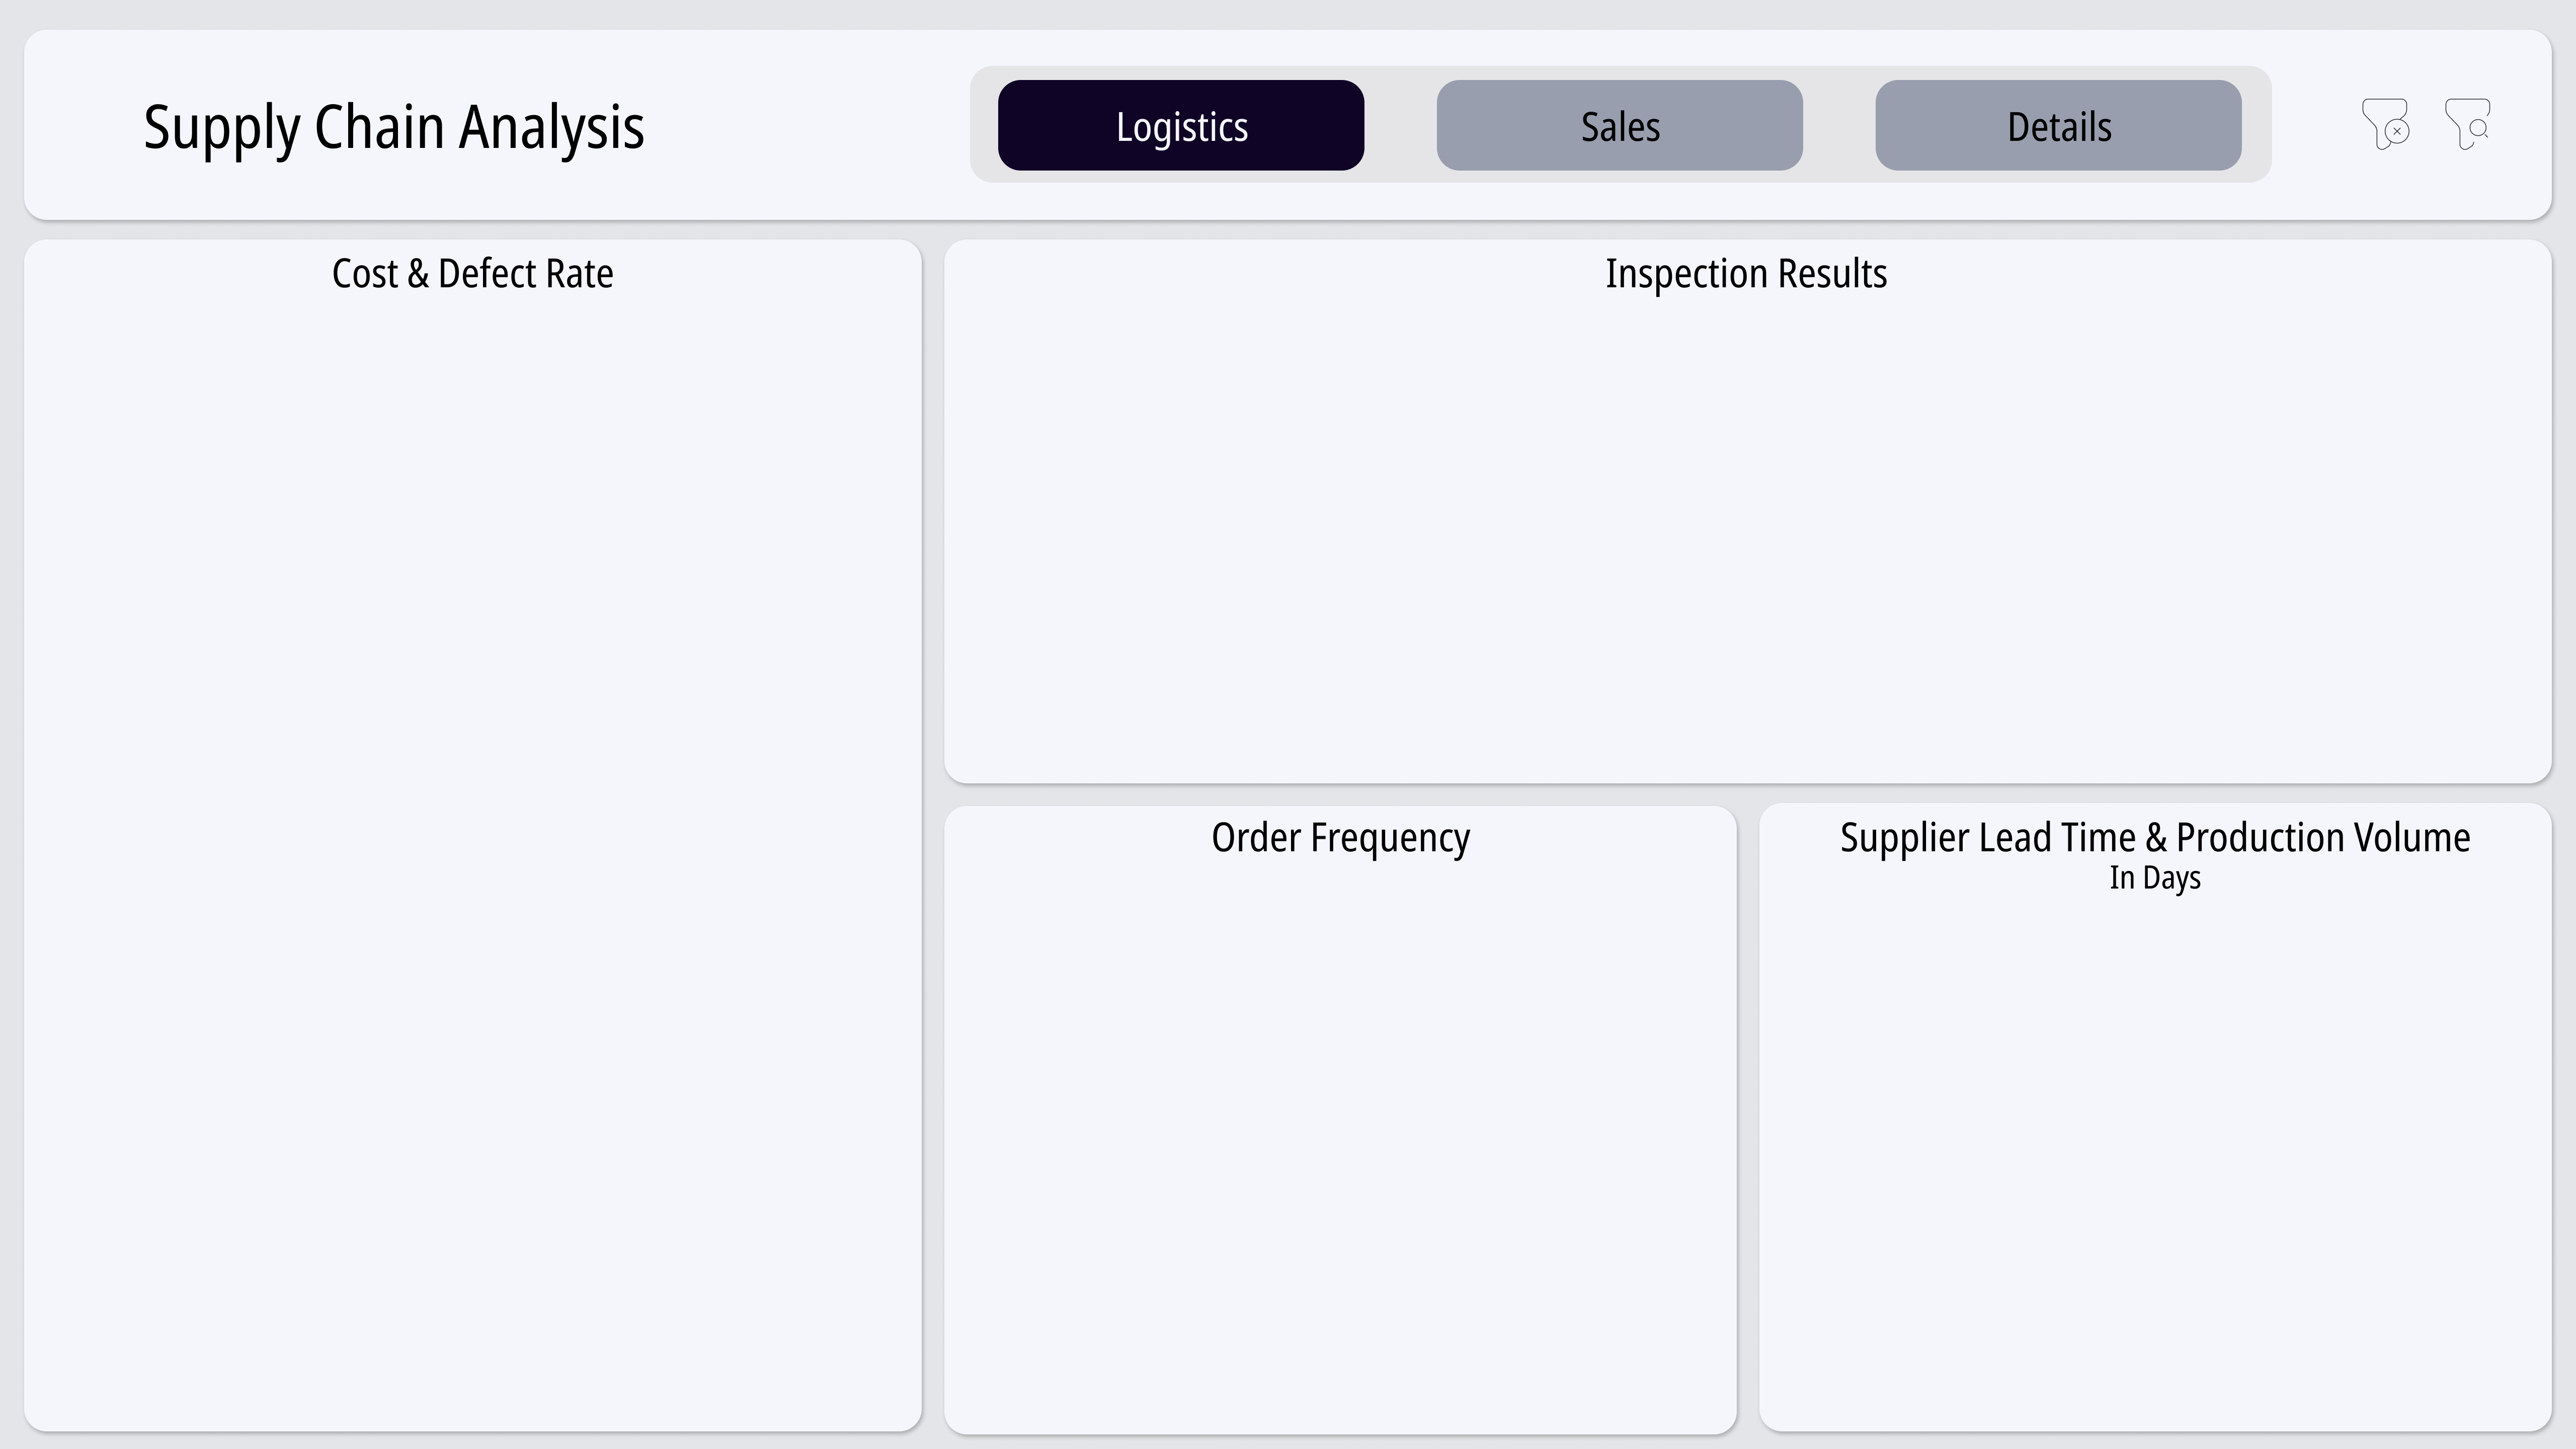 Supply Chain Analysis
Logistics
Sales
Details
Cost & Defect Rate
Inspection Results
Order Frequency
Supplier Lead Time & Production Volume
In Days